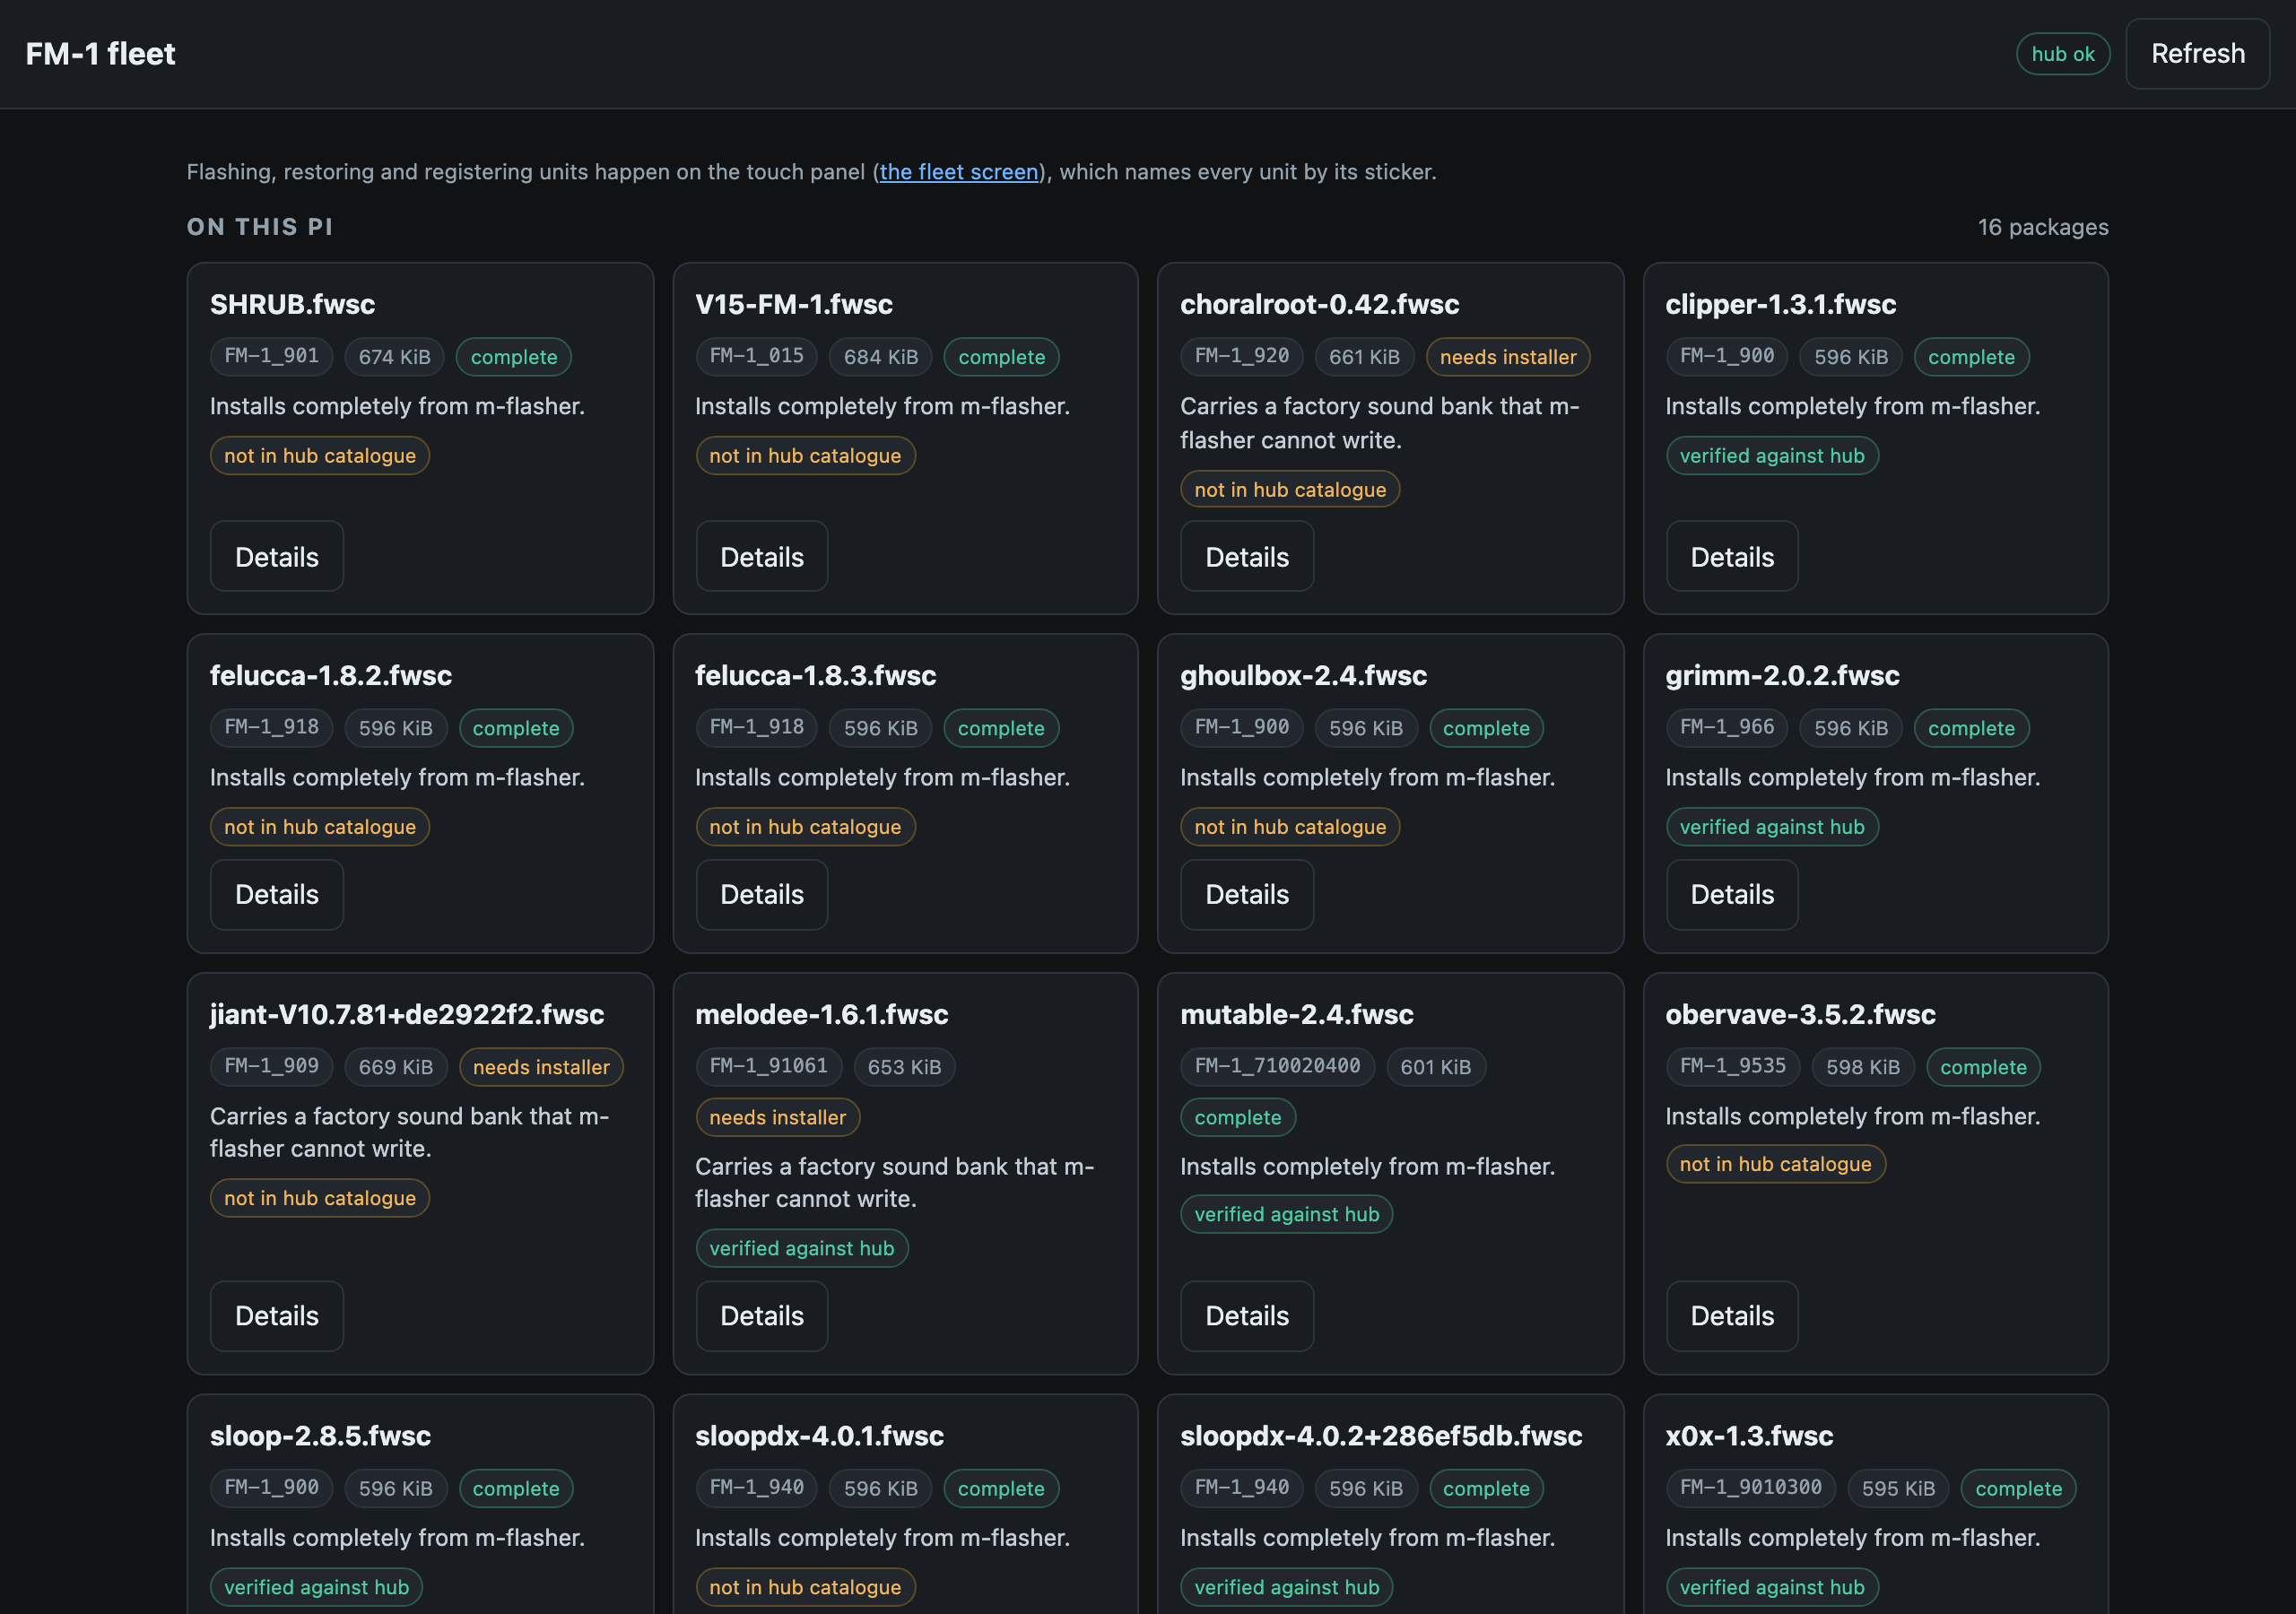 FM-1 fleet
hub ok
Refresh
Flashing, restoring and registering units happen on the touch panel (the fleet screen), which names every unit by its sticker.
ON THIS PI
16 packages
SHRUB.fwsc
FM-1_901 674 KiB complete
Installs completely from m-flasher.
not in hub catalogue
Details
V15-FM-1.fwsc
FM-1_015 684 KiB complete
Installs completely from m-flasher.
not in hub catalogue
Details
choralroot-0.42.fwsc
FM-1_920 661 KiB needs installer
Carries a factory sound bank that m-
flasher cannot write.
not in hub catalogue
Details
clipper-1.3.1.fwsc
FM-1_900 596 KiB complete
Installs completely from m-flasher.
verified against hub
Details
felucca-1.8.2.fwsc
FM-1_918 596 KiB complete
Installs completely from m-flasher.
not in hub catalogue
Details
felucca-1.8.3.fwsc
FM-1_918 596 KiB complete
Installs completely from m-flasher.
not in hub catalogue
Details
ghoulbox-2.4.fwsc
FM-1_900 596 KiB complete
Installs completely from m-flasher.
not in hub catalogue
Details
grimm-2.0.2.fwsc
FM-1_966 596 KiB complete
Installs completely from m-flasher.
verified against hub
Details
jiant-V10.7.81+de2922f2.fwsc
FM-1_909 669 KiB needs installer
Carries a factory sound bank that m-
flasher cannot write.
not in hub catalogue
Details
melodee-1.6.1.fwsc
FM-1_91061 653 KiB
needs installer
Carries a factory sound bank that m-
flasher cannot write.
verified against hub
Details
mutable-2.4.fwsc
FM-1_710020400 601 KiB
complete
Installs completely from m-flasher.
verified against hub
Details
obervave-3.5.2.fwsc
FM-1_9535 598 KiB complete
Installs completely from m-flasher.
not in hub catalogue
Details
sloop-2.8.5.fwsc
FM-1_900 596 KiB complete
Installs completely from m-flasher.
verified against hub
sloopdx-4.0.1.fwsc
FM-1_940 596 KiB complete
Installs completely from m-flasher.
not in hub catalogue
sloopdx-4.0.2+286ef5db.fwsc
FM-1_940 596 KiB complete
Installs completely from m-flasher.
verified against hub
x0x-1.3.fwsc
FM-1_9010300 595 KiB complete
Installs completely from m-flasher.
verified against hub